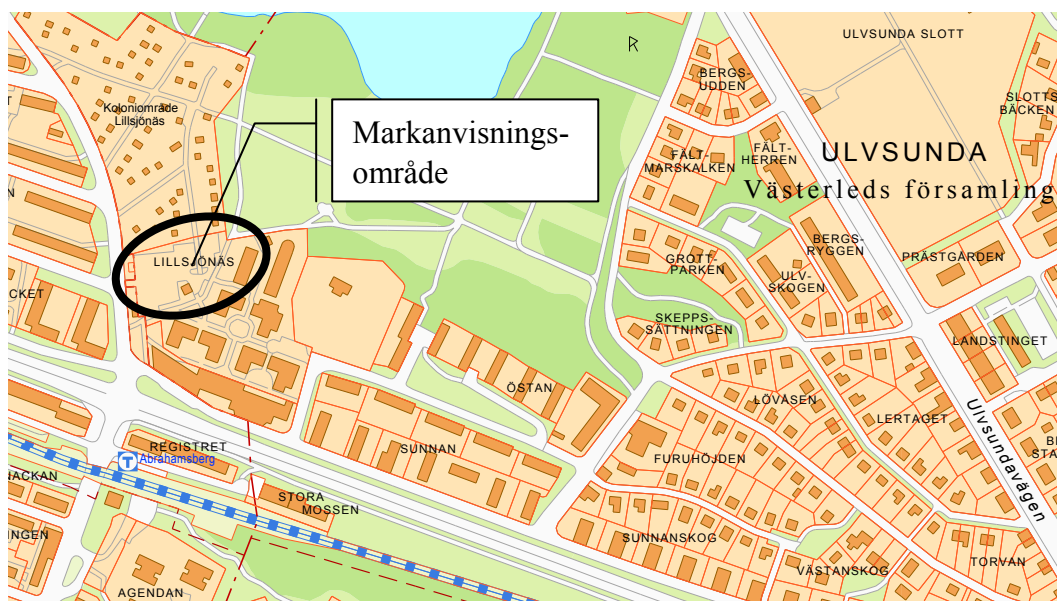 ULVSUNDA SLOTT
BERGS-
UDDEN
SLOTTS
BÄCKEN
Koloniområde
Lillsjönäs
Markanvisnings-
område
FÄLT-
MARSKALKEN
FÄLT-
HERREN
ULVSUNDA
Västerleds församling
LILLSJÖNÄS
GROTT-
PARKEN
BERGS-
RYGGEN
ULV-
SKOGEN
PRÄSTGÅRDEN
CKET
SKEPPS-
SÄTTNINGEN
LANDSTINGET
ÖSTAN
LÖVÅSEN
LERTAGET
Ulvsundavägen
REGISTRET
T
Abrahamsberg
SUNNAN
FURUHÖJDEN
NACKAN
STORA
MOSSEN
NINGEN
SUNNANSKOG
VÄSTANSKOG
TORVAN
AGENDAN